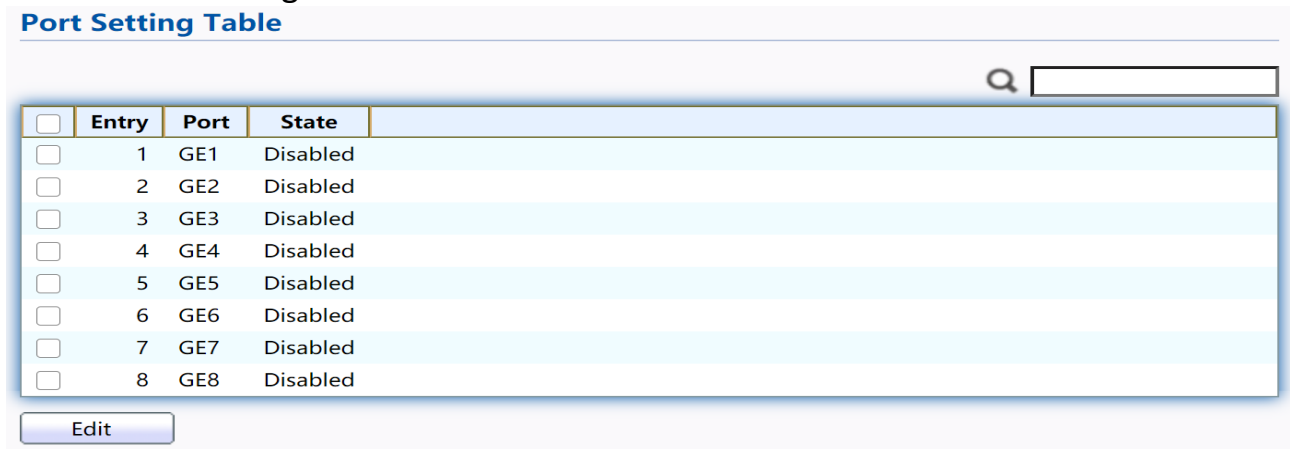 Port Setting Table
Entry Port State
1 GE1 Disabled
2 GE2 Disabled
3 GE3 Disabled
4 GE4 Disabled
5 GE5 Disabled
6 GE6 Disabled
7 GE7 Disabled
8 GE8 Disabled
Edit